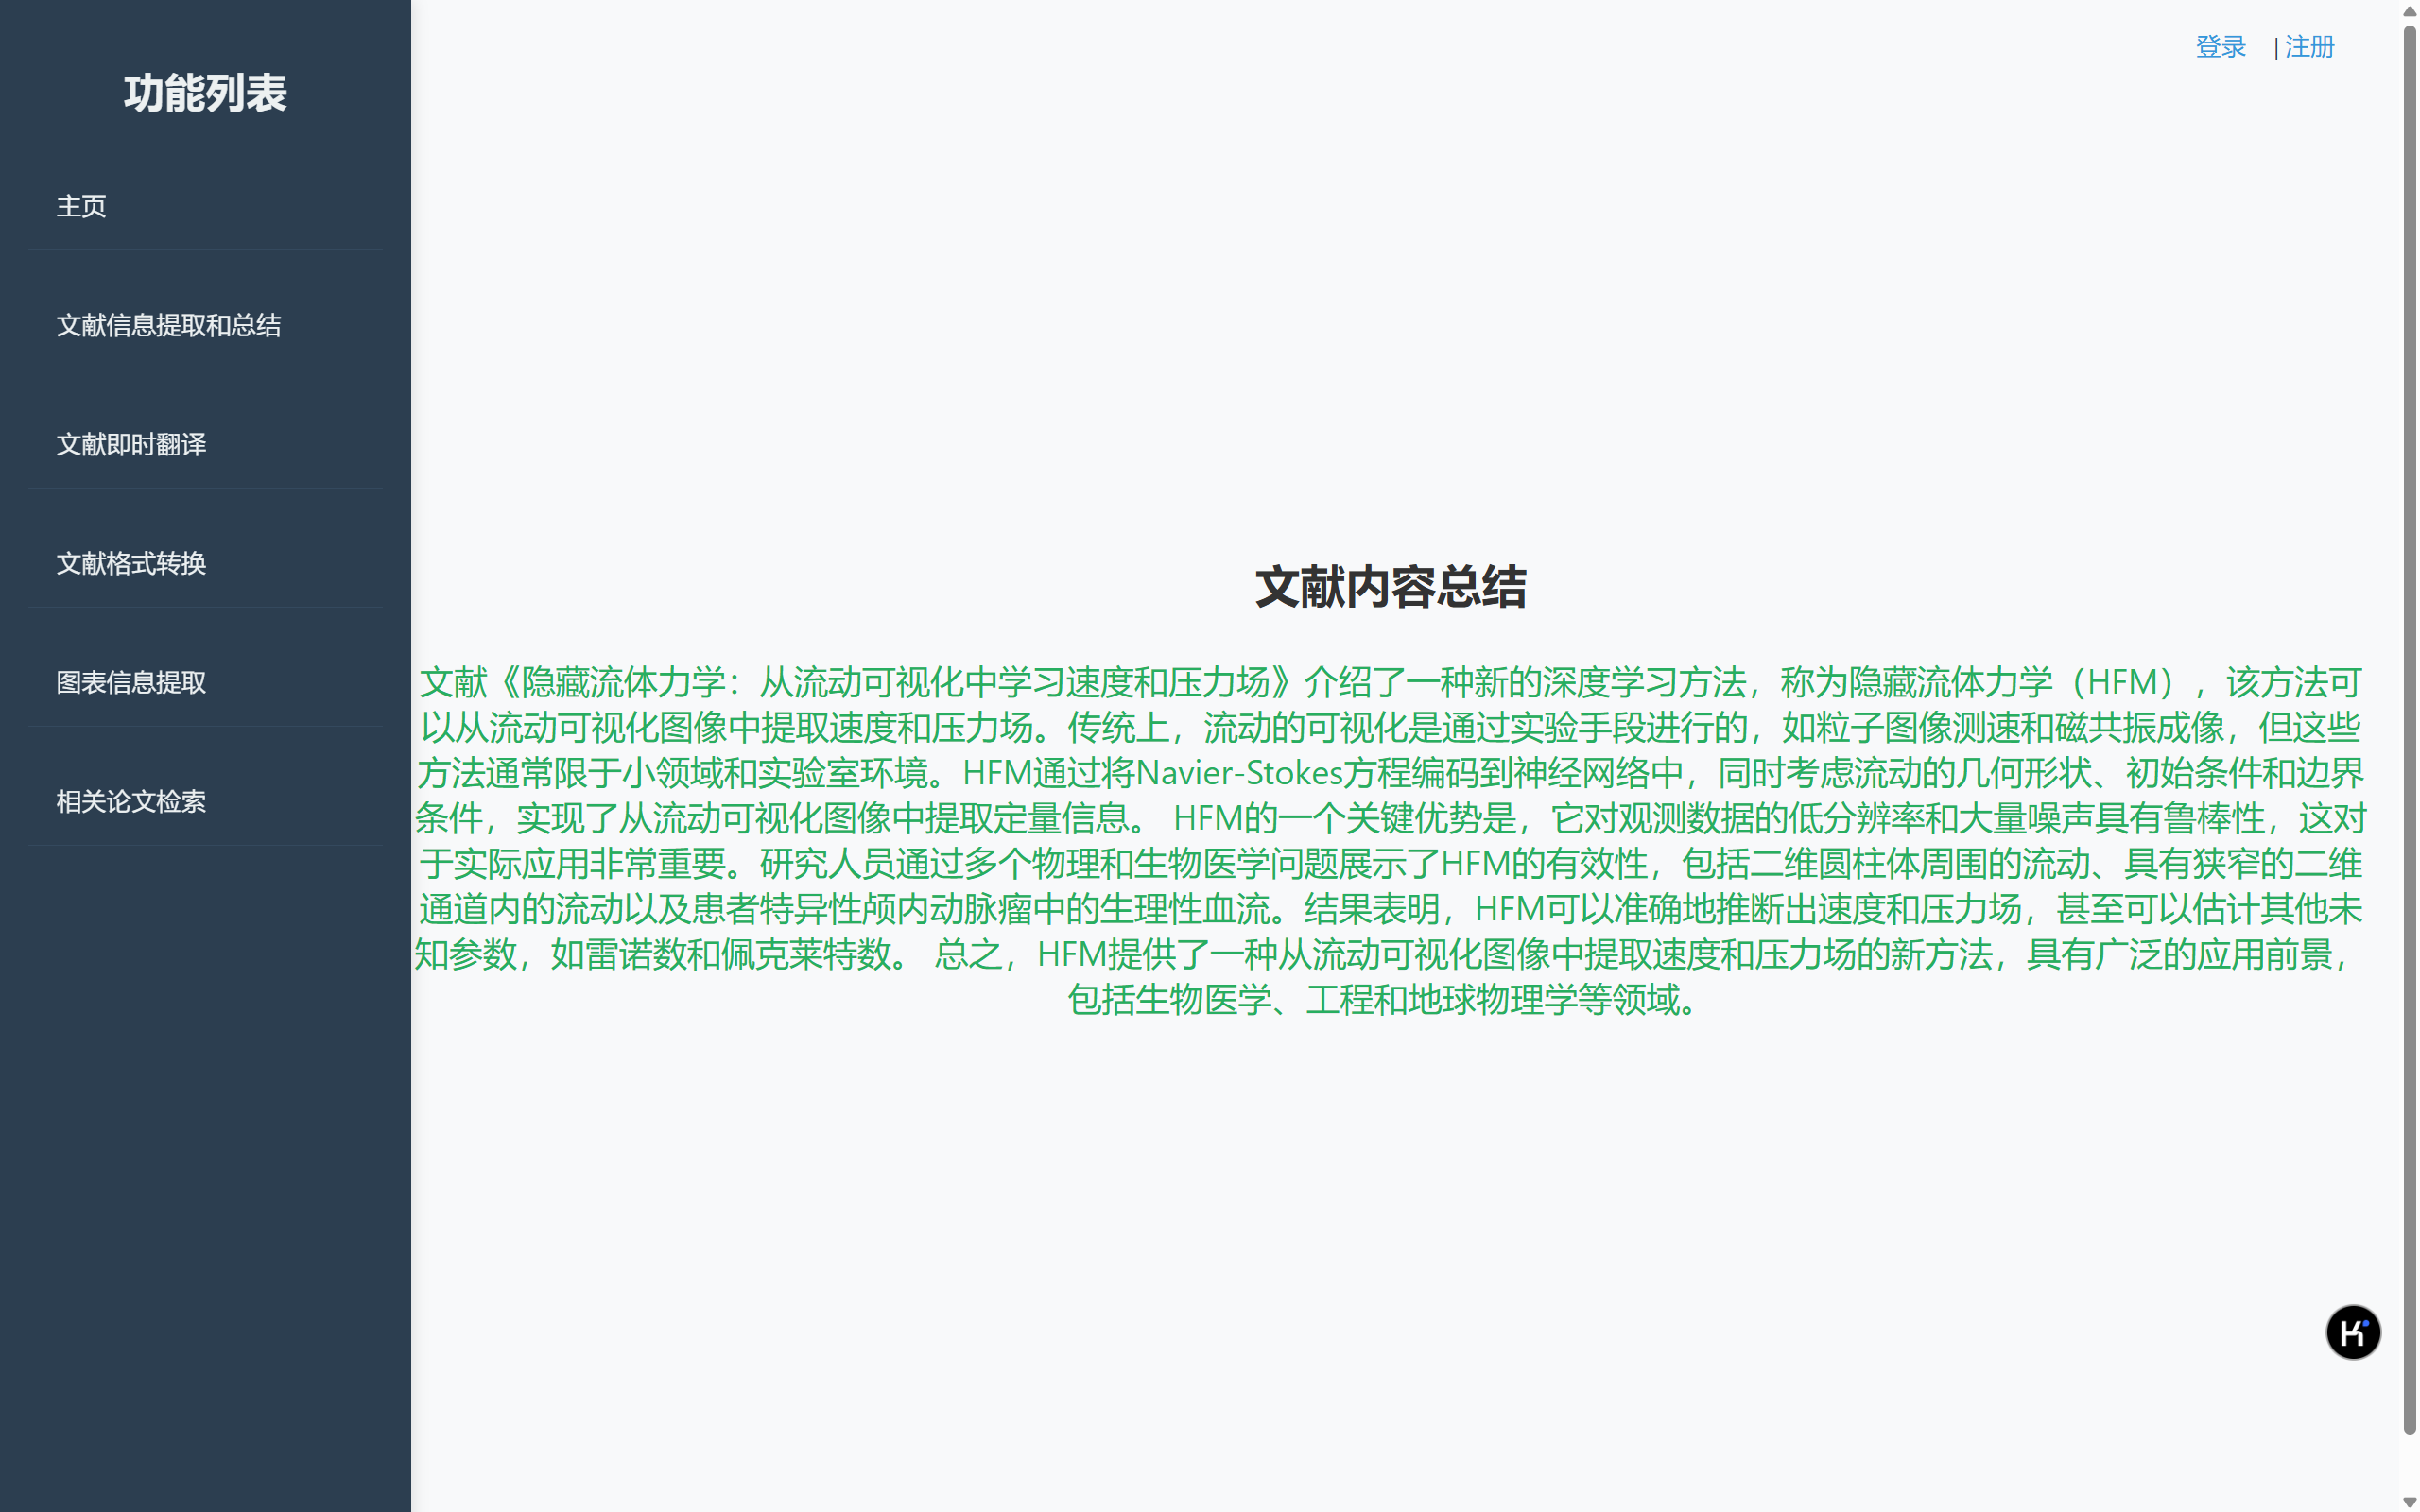 功能列表
主页
文献信息提取和总结
文献即时翻译
文献格式转换
图表信息提取
相关论文检索
登录 | 注册
文献内容总结
文献《隐藏流体力学：从流动可视化中学习速度和压力场》介绍了一种新的深度学习方法，称为隐藏流体力学（HFM），该方法可
以从流动可视化图像中提取速度和压力场。传统上，流动的可视化是通过实验手段进行的，如粒子图像测速和磁共振成像，但这些
方法通常限于小领域和实验室环境。HFM通过将Navier-Stokes方程编码到神经网络中，同时考虑流动的几何形状、初始条件和边界
条件，实现了从流动可视化图像中提取定量信息。 HFM的一个关键优势是，它对观测数据的低分辨率和大量噪声具有鲁棒性，这对
于实际应用非常重要。研究人员通过多个物理和生物医学问题展示了HFM的有效性，包括二维圆柱体周围的流动、具有狭窄的二维
通道内的流动以及患者特异性颅内动脉瘤中的生理性血流。结果表明，HFM可以准确地推断出速度和压力场，甚至可以估计其他未
知参数，如雷诺数和佩克莱特数。 总之，HFM提供了一种从流动可视化图像中提取速度和压力场的新方法，具有广泛的应用前景，
包括生物医学、工程和地球物理学等领域。
K